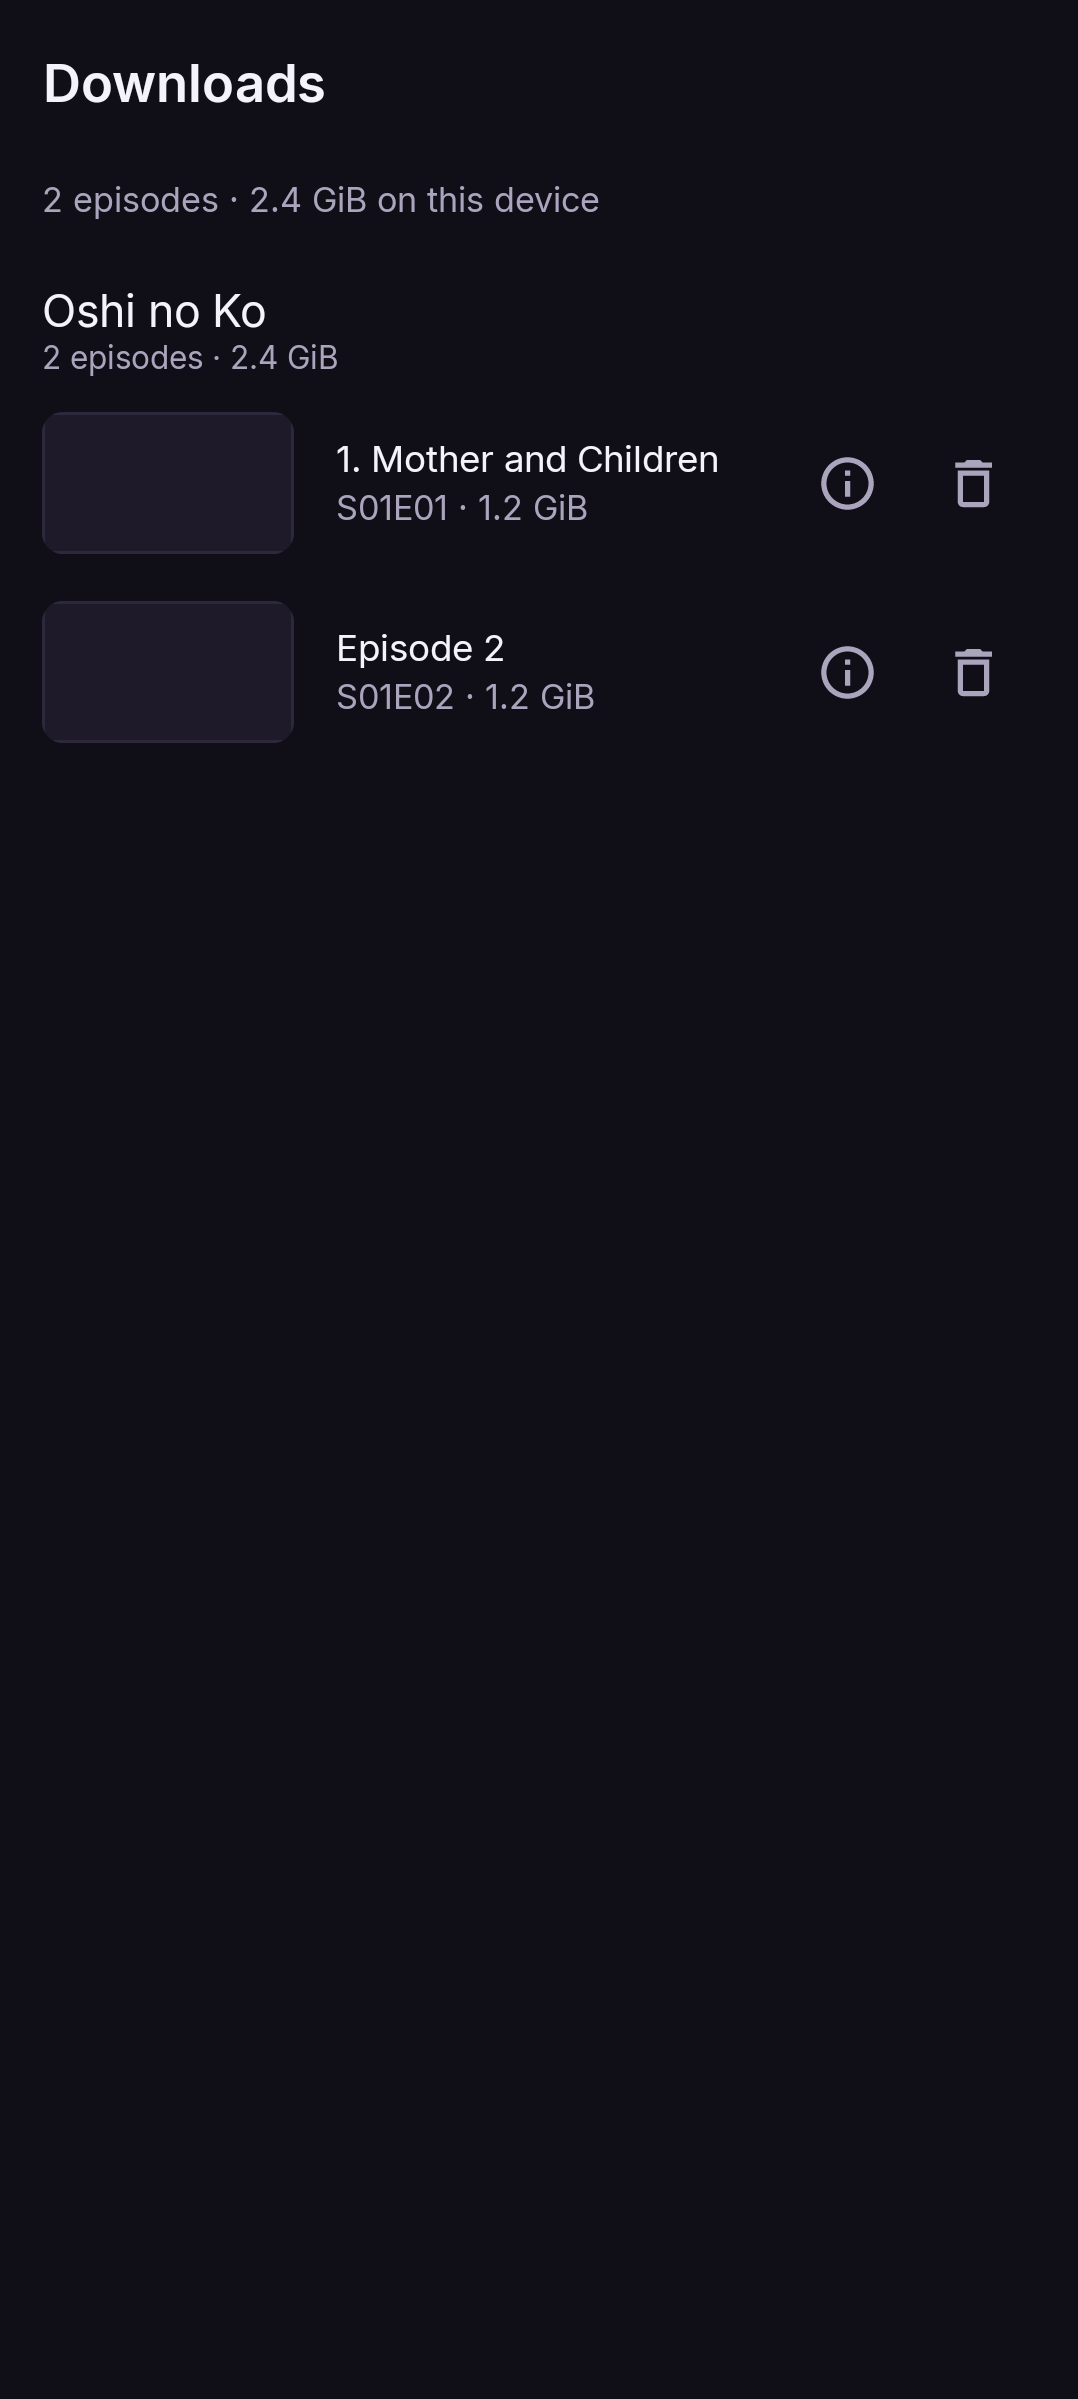 Downloads
2 episodes · 2.4 GiB on this device
Oshi no Ko
2 episodes · 2.4 GiB
1. Mother and Children
S01E01 · 1.2 GiB
Episode 2
S01E02 · 1.2 GiB